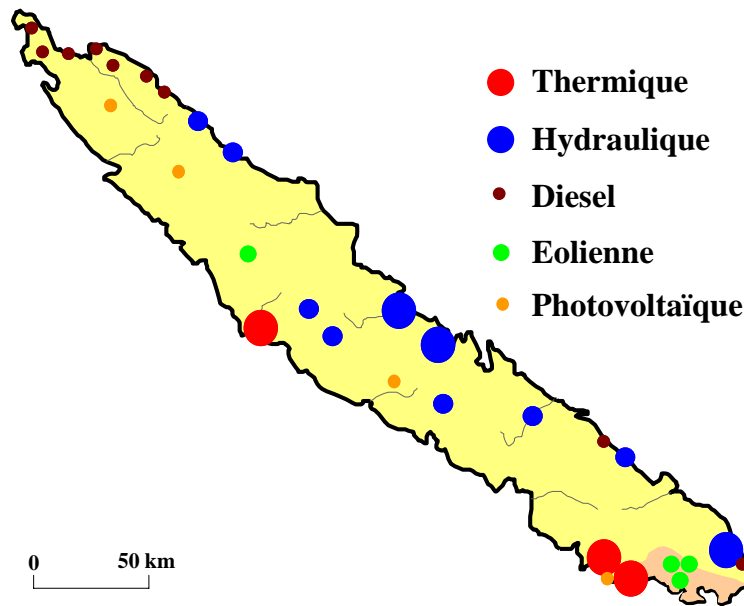 Thermique
Hydraulique
Diesel
Eolienne
Photovoltaïque
0 50 km